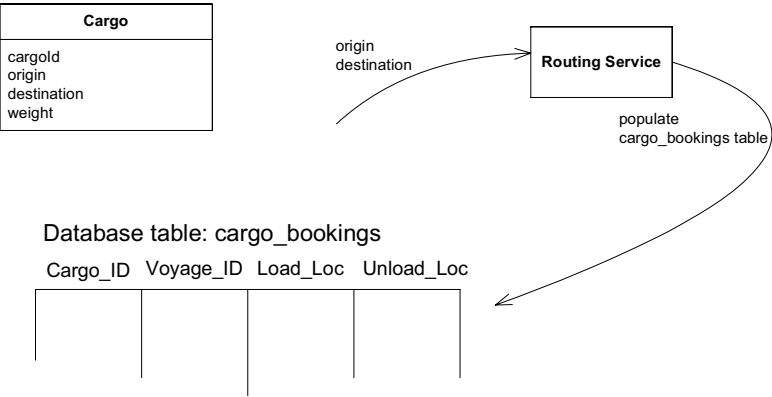 Cargo
cargoId
origin
destination
weight
origin
destination
Routing Service
populate
cargo_bookings table
Database table: cargo_bookings
Cargo_ID Voyage_ID Load_Loc Unload_Loc